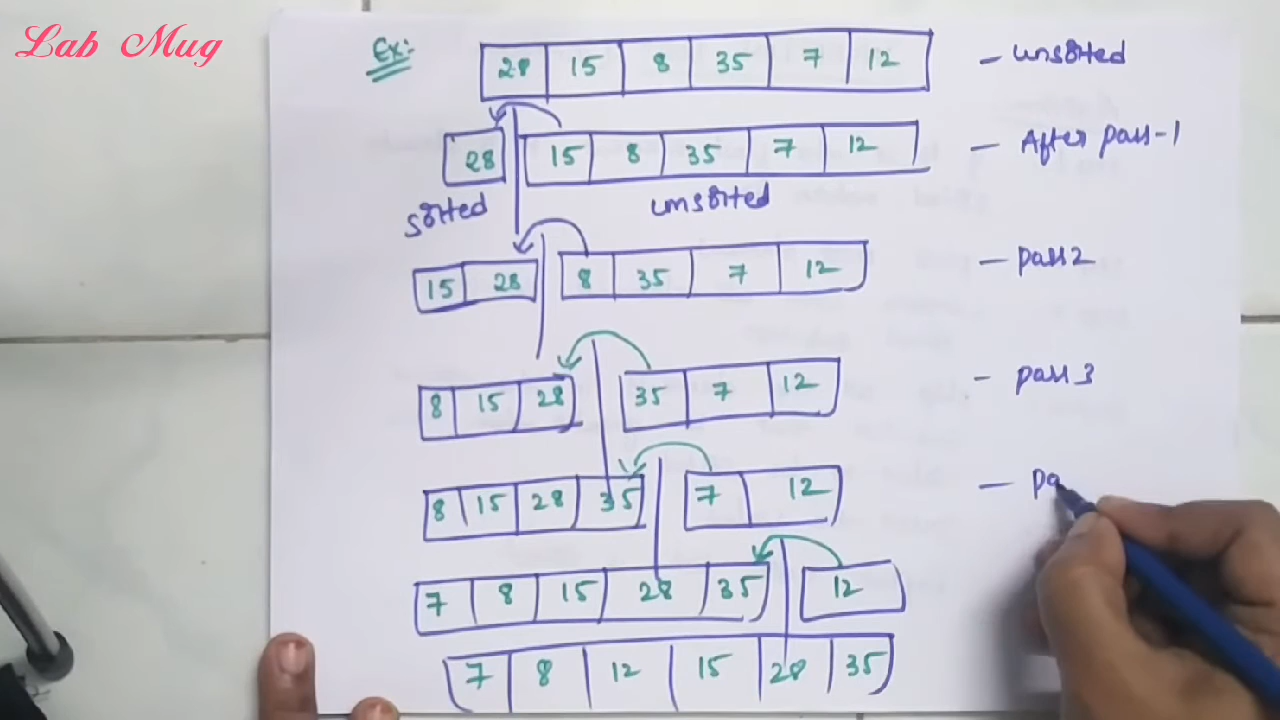 Lab Mug
Ex:-
28 15 8 35 7 12 - unsorted
28 15 8 35 7 12 - After pass-1
sorted unsorted
15 28 8 35 7 12 - pass2
8 15 28 35 7 12 - pass3
8 15 28 35 7 12 - pa
7 8 15 28 35 12
7 8 12 15 28 35